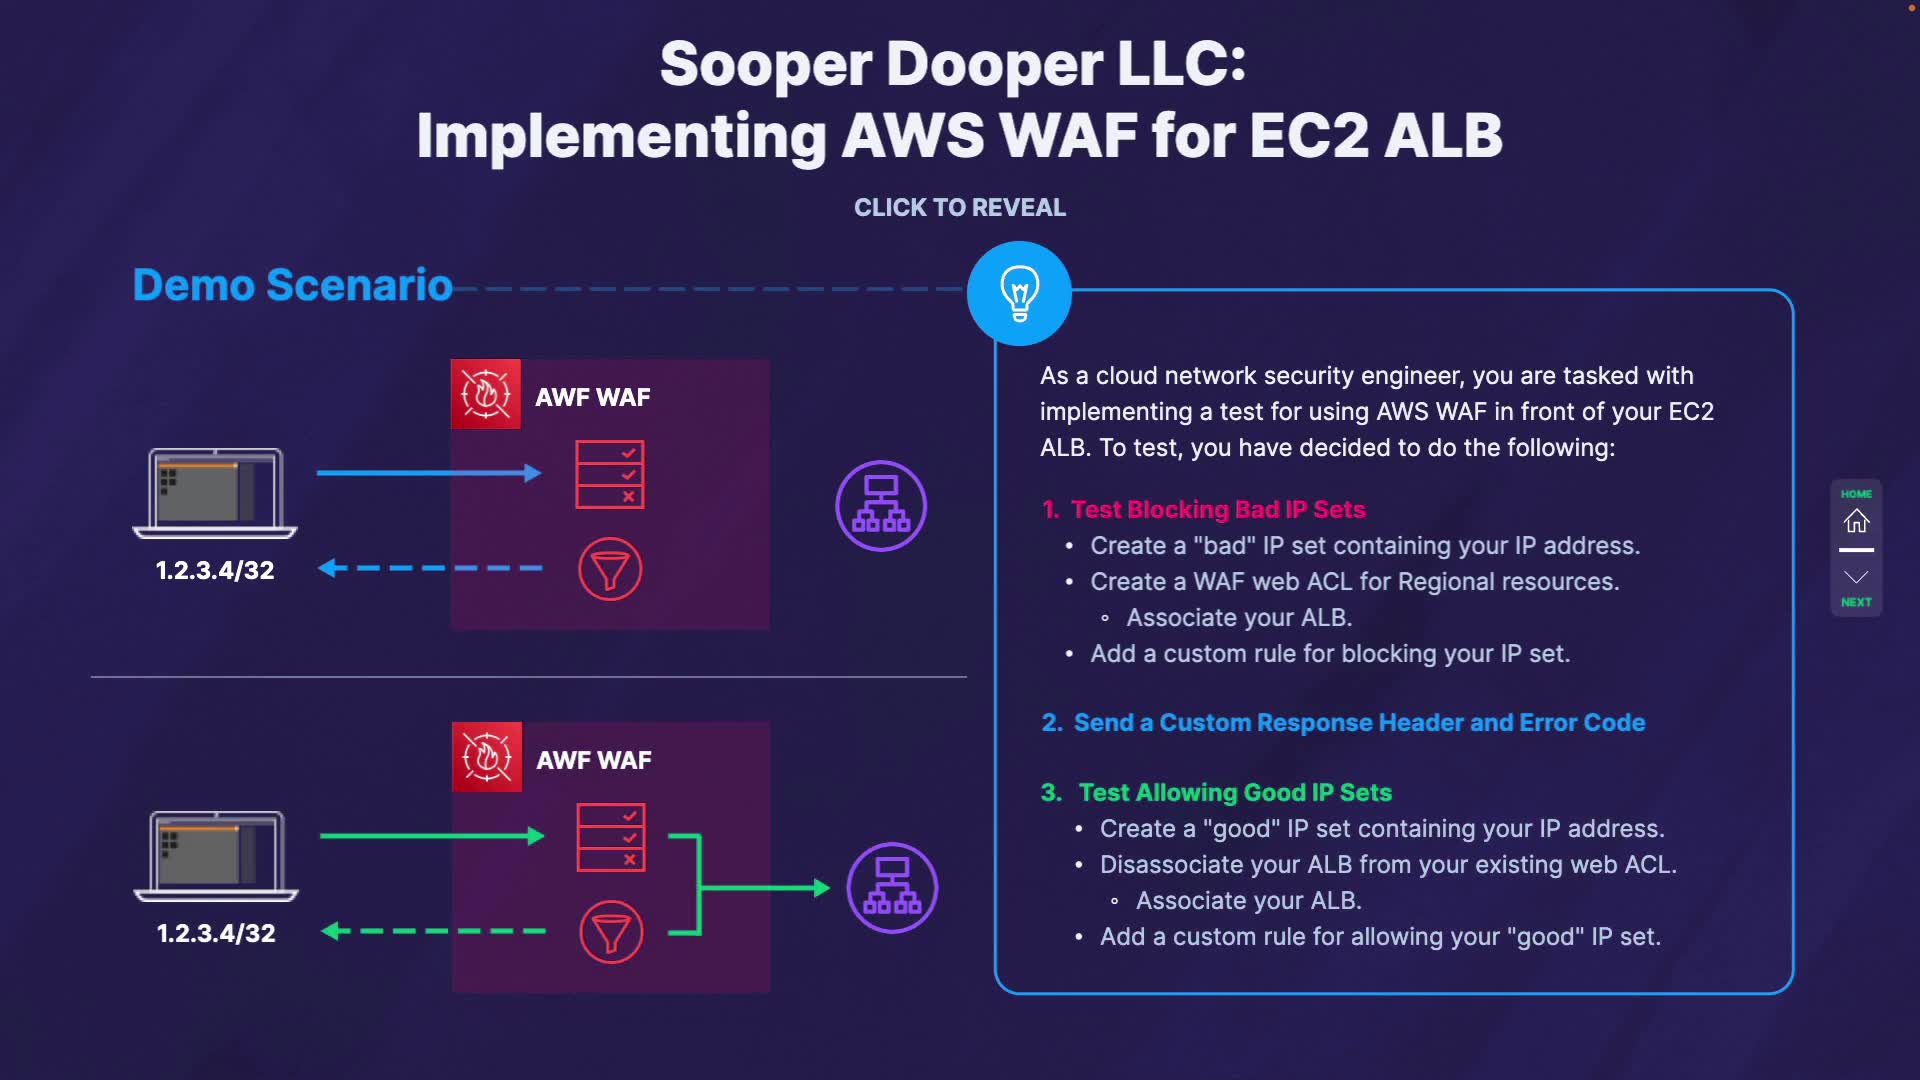 Sooper Dooper LLC:
Implementing AWS WAF for EC2 ALB
CLICK TO REVEAL
Demo Scenario
AWF WAF
1.2.3.4/32
AWF WAF
1.2.3.4/32
As a cloud network security engineer, you are tasked with
implementing a test for using AWS WAF in front of your EC2
ALB. To test, you have decided to do the following:
1. Test Blocking Bad IP Sets
• Create a "bad" IP set containing your IP address.
• Create a WAF web ACL for Regional resources.
◦ Associate your ALB.
• Add a custom rule for blocking your IP set.
2. Send a Custom Response Header and Error Code
3. Test Allowing Good IP Sets
• Create a "good" IP set containing your IP address.
• Disassociate your ALB from your existing web ACL.
◦ Associate your ALB.
• Add a custom rule for allowing your "good" IP set.
HOME
NEXT